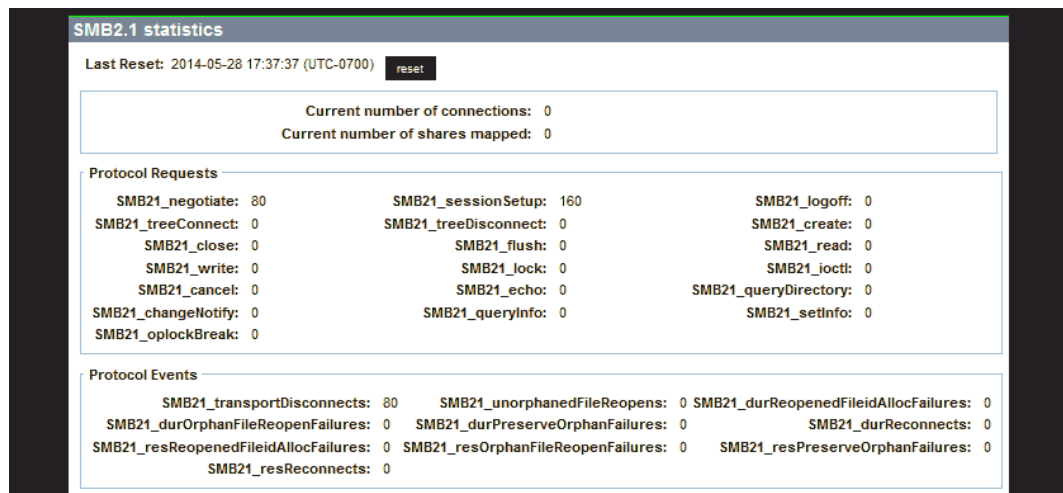 SMB2.1 statistics
Last Reset: 2014-05-28 17:37:37 (UTC-0700) reset
Current number of connections: 0
Current number of shares mapped: 0
Protocol Requests
SMB21_negotiate: 80 SMB21_sessionSetup: 160 SMB21_logoff: 0
SMB21_treeConnect: 0 SMB21_treeDisconnect: 0 SMB21_create: 0
SMB21_close: 0 SMB21_flush: 0 SMB21_read: 0
SMB21_write: 0 SMB21_lock: 0 SMB21_ioctl: 0
SMB21_cancel: 0 SMB21_echo: 0 SMB21_queryDirectory: 0
SMB21_changeNotify: 0 SMB21_queryInfo: 0 SMB21_setInfo: 0
SMB21_oplockBreak: 0
Protocol Events
SMB21_transportDisconnects: 80 SMB21_unorphanedFileReopens: 0 SMB21_durReopenedFileidAllocFailures: 0
SMB21_durOrphanFileReopenFailures: 0 SMB21_durPreserveOrphanFailures: 0 SMB21_durReconnects: 0
SMB21_resReopenedFileidAllocFailures: 0 SMB21_resOrphanFileReopenFailures: 0 SMB21_resPreserveOrphanFailures: 0
SMB21_resReconnects: 0